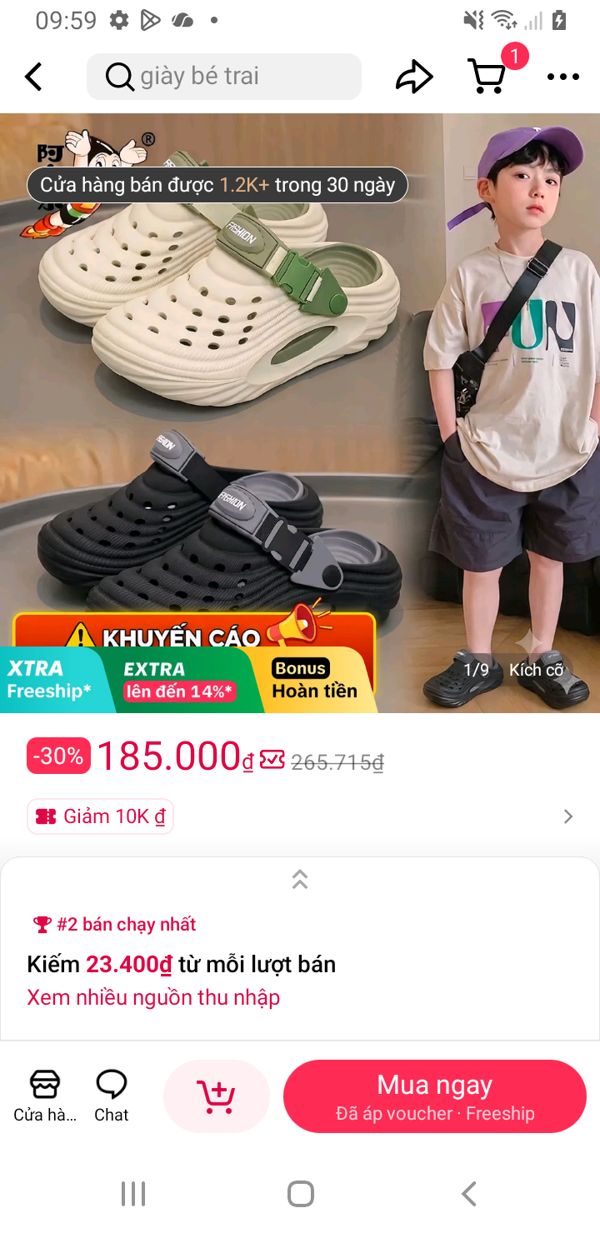 09:59
giày bé trai
1
阿
®
Cửa hàng bán được 1.2K+ trong 30 ngày
FASHION
FASHION
FASHION
FUN
KHUYẾN CÁO
XTRA
Freeship*
EXTRA
lên đến 14%*
Bonus
Hoàn tiền
1/9 Kích cỡ
-30% 185.000₫ 265.715₫
Giảm 10K ₫
#2 bán chạy nhất
Kiếm 23.400₫ từ mỗi lượt bán
Xem nhiều nguồn thu nhập
Cửa hà...
Chat
Mua ngay
Đã áp voucher · Freeship